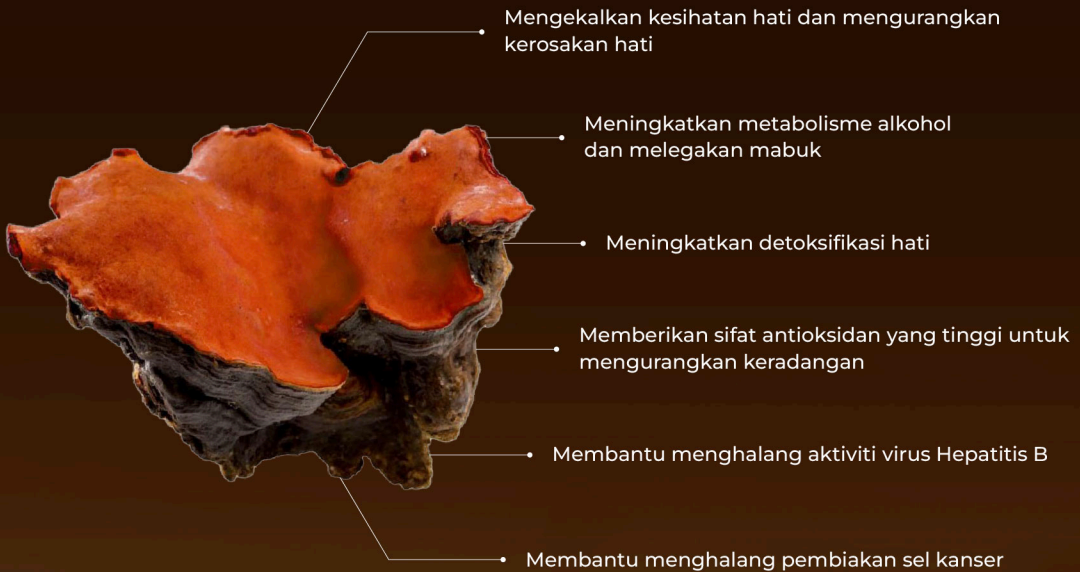 Mengekalkan kesihatan hati dan mengurangkan
kerosakan hati
Meningkatkan metabolisme alkohol
dan melegakan mabuk
Meningkatkan detoksifikasi hati
Memberikan sifat antioksidan yang tinggi untuk
mengurangkan keradangan
Membantu menghalang aktiviti virus Hepatitis B
Membantu menghalang pembiakan sel kanser